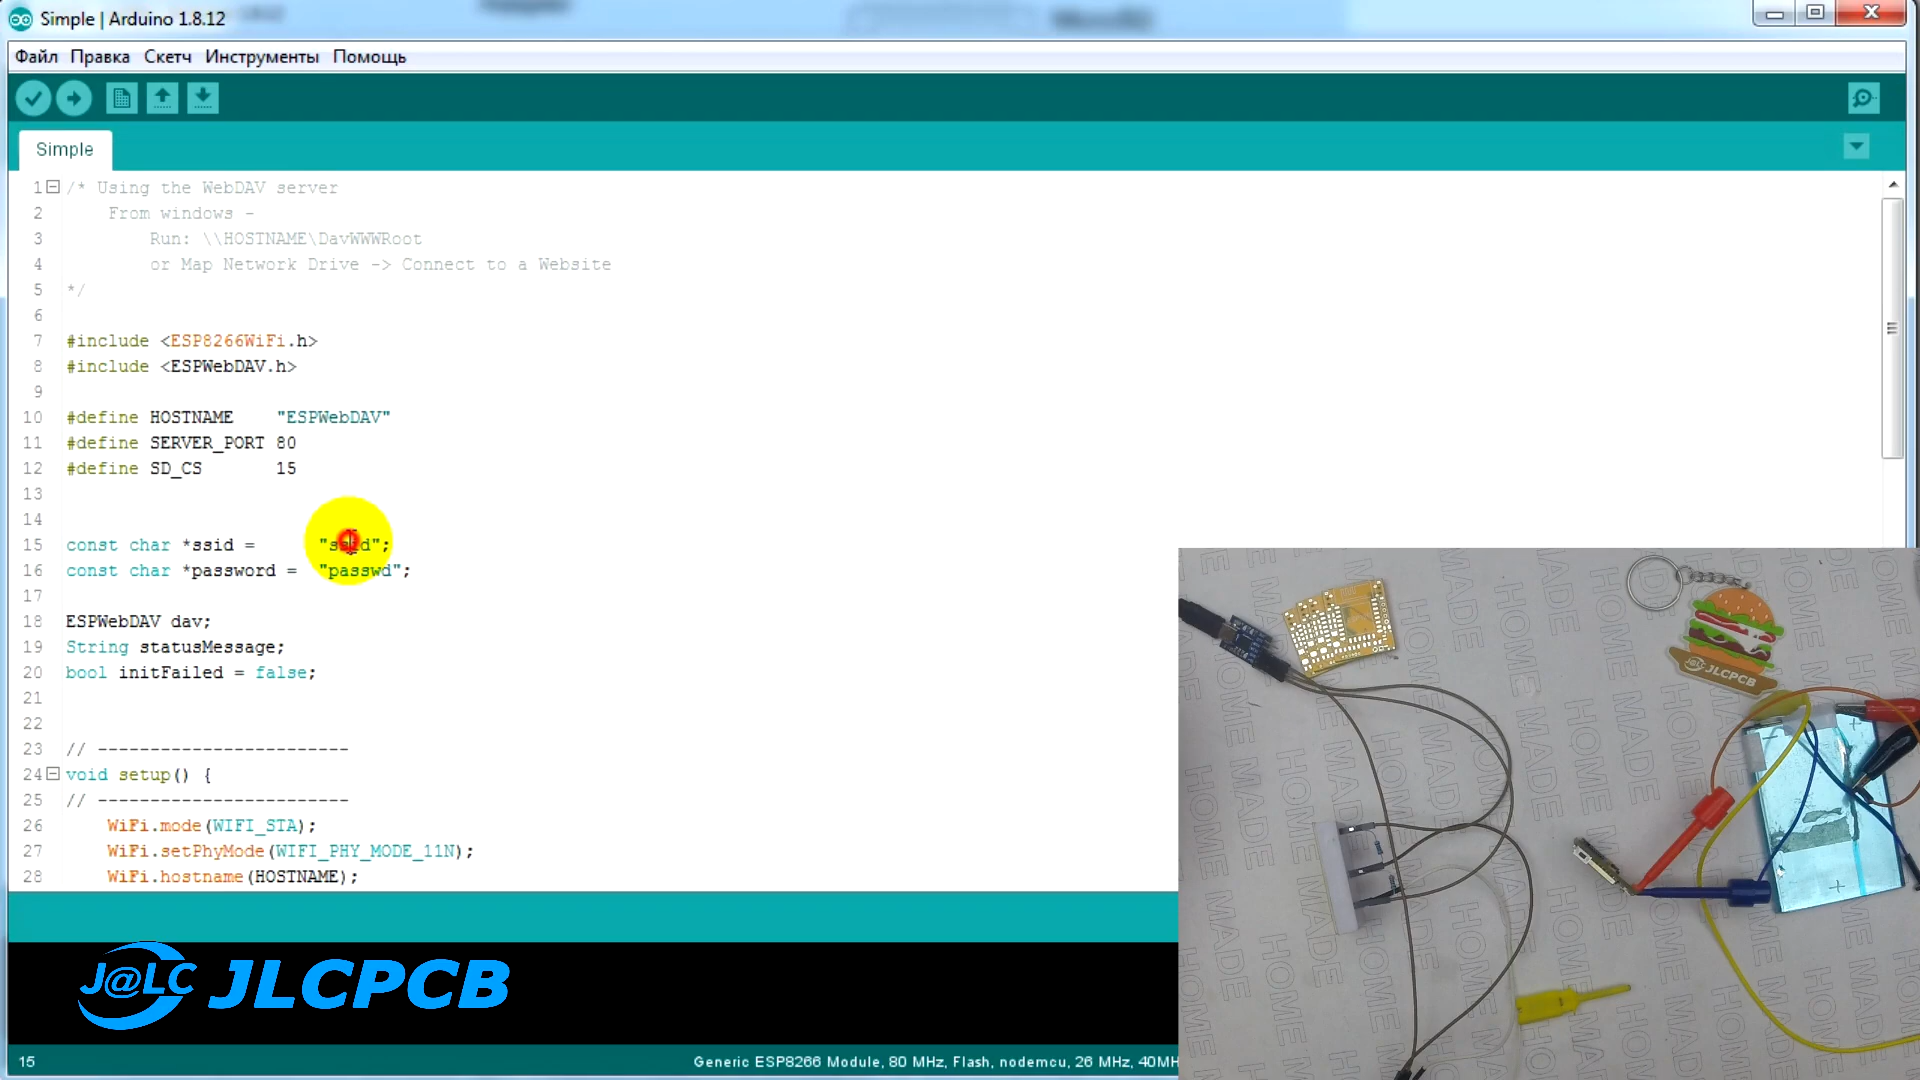 Simple | Arduino 1.8.12
Файл Правка Скетч Инструменты Помощь
Simple
1 /* Using the WebDAV server
2 From windows -
3 Run: \\HOSTNAME\DavWWWRoot
4 or Map Network Drive -> Connect to a Website
5 */
6
7 #include <ESP8266WiFi.h>
8 #include <ESPWebDAV.h>
9
10 #define HOSTNAME "ESPWebDAV"
11 #define SERVER_PORT 80
12 #define SD_CS 15
13
14
15 const char *ssid = "ssid";
16 const char *password = "passwd";
17
18 ESPWebDAV dav;
19 String statusMessage;
20 bool initFailed = false;
21
22
23 // ------------------------
24 void setup() {
25 // ------------------------
26 WiFi.mode(WIFI_STA);
27 WiFi.setPhyMode(WIFI_PHY_MODE_11N);
28 WiFi.hostname(HOSTNAME);
J@LC JLCPCB
15
Generic ESP8266 Module, 80 MHz, Flash, nodemcu, 26 MHz, 40MH
HOME MADE
J@LC JLCPCB